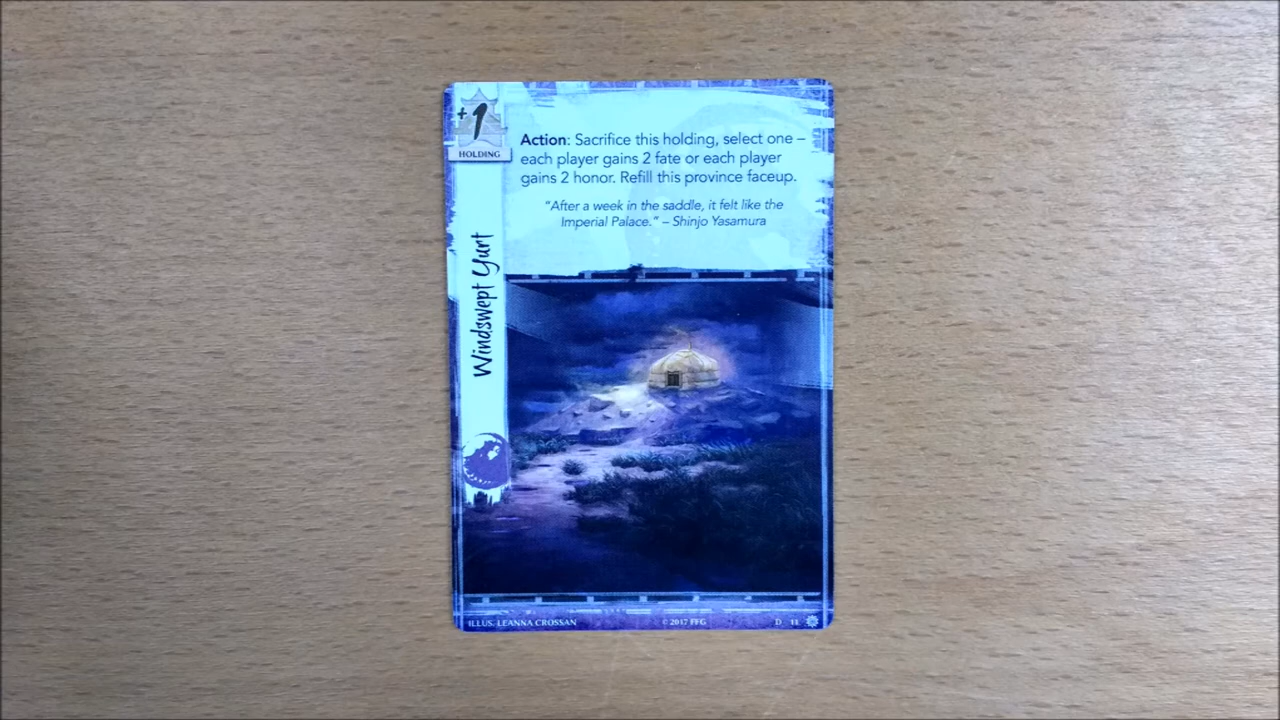 +1
HOLDING
Action: Sacrifice this holding, select one –
each player gains 2 fate or each player
gains 2 honor. Refill this province faceup.
"After a week in the saddle, it felt like the
Imperial Palace." – Shinjo Yasamura
Windswept Yurt
ILLUS. LEANNA CROSSAN
© 2017 FFG
D 11